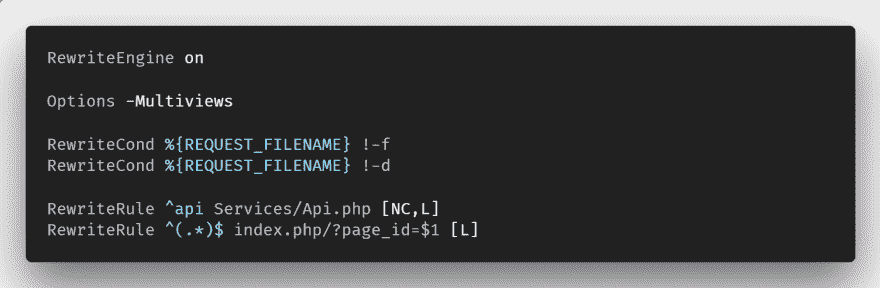 RewriteEngine on
Options -Multiviews
RewriteCond %{REQUEST_FILENAME} !-f
RewriteCond %{REQUEST_FILENAME} !-d
RewriteRule ^api Services/Api.php [NC,L]
RewriteRule ^(.*)$ index.php/?page_id=$1 [L]